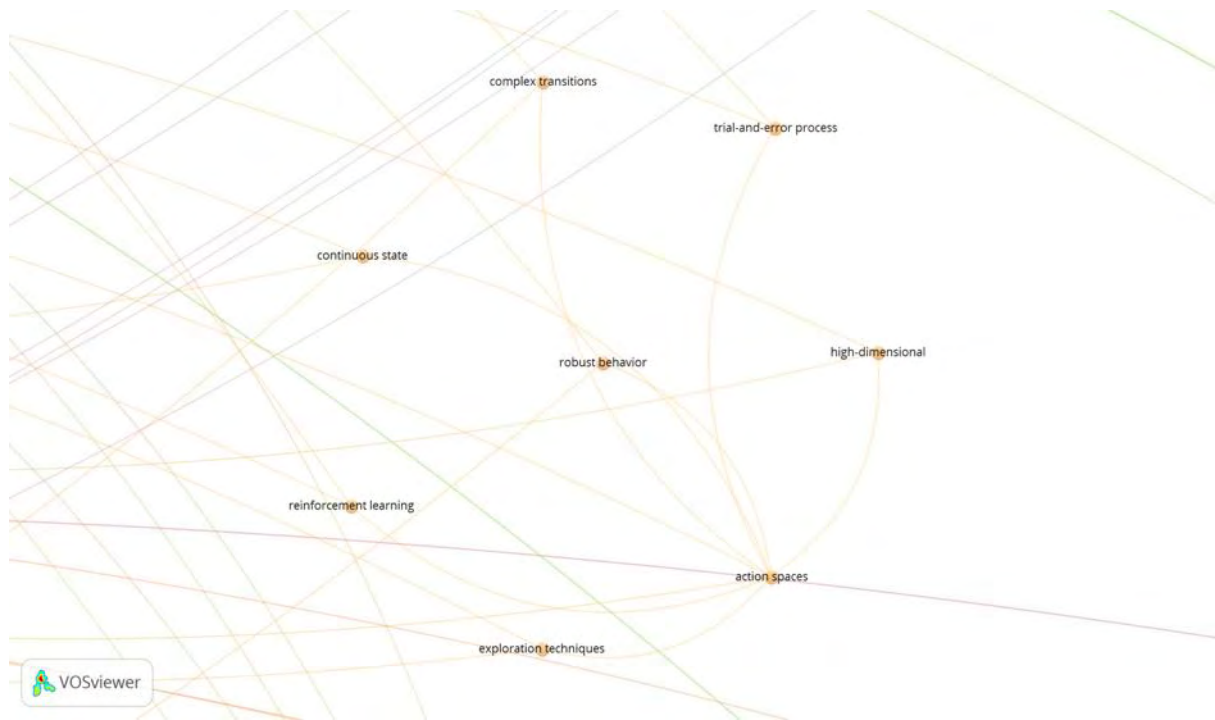 complex transitions
trial-and-error process
continuous state
high-dimensional
robust behavior
reinforcement learning
action spaces
exploration techniques
VOSviewer